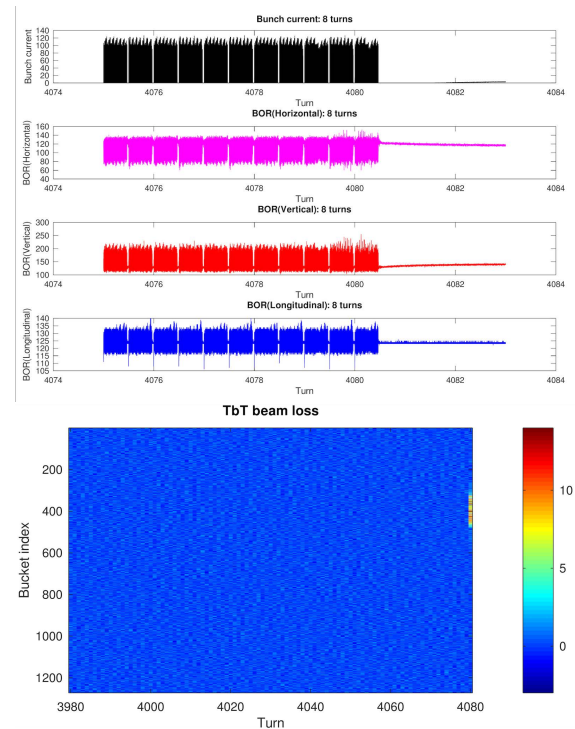 Bunch current: 8 turns
Bunch current
140
120
100
80
60
40
20
0
4074 4076 4078 4080 4082 4084
Turn
BOR(Horizontal): 8 turns
BOR(Horizontal)
160
140
120
100
80
60
40
4074 4076 4078 4080 4082 4084
Turn
BOR(Vertical): 8 turns
BOR(Vertical)
300
250
200
150
100
4074 4076 4078 4080 4082 4084
Turn
BOR(Longitudinal): 8 turns
BOR(Longitudinal)
140
135
130
125
120
115
110
105
4074 4076 4078 4080 4082 4084
Turn
TbT beam loss
Bucket index
200
400
600
800
1000
1200
3980 4000 4020 4040 4060 4080
Turn
10
5
0